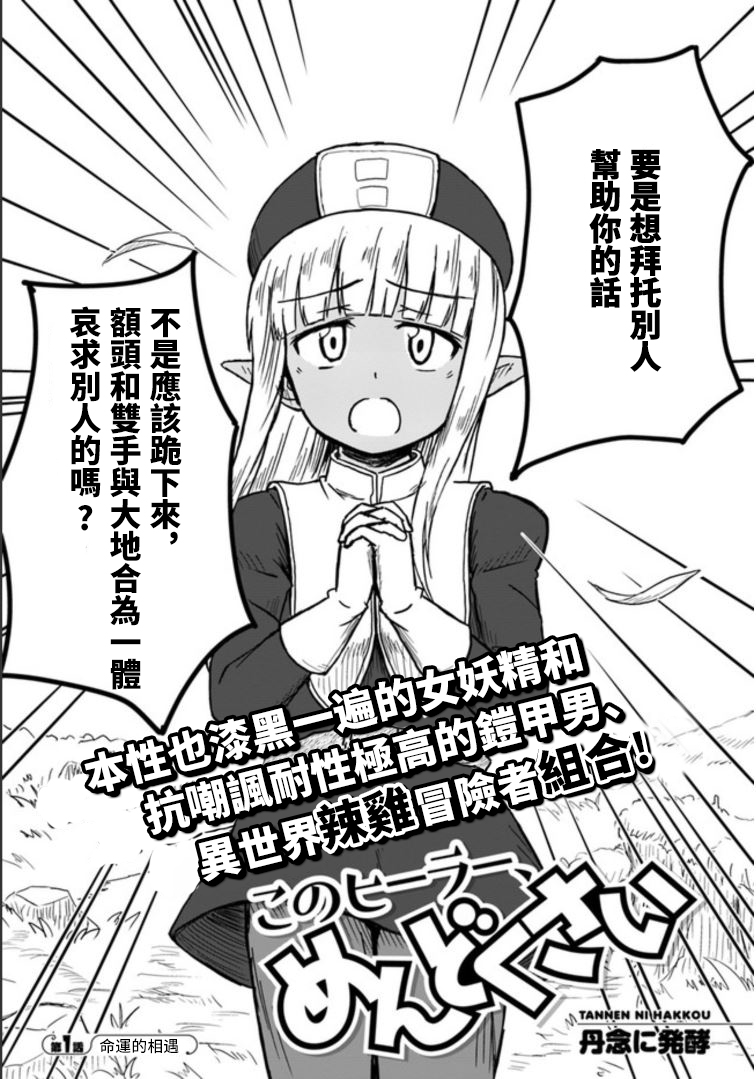 要是想拜托別人
幫助你的話
不是應該跪下來,
額頭和雙手與大地合為一體
哀求別人的嗎?
本性也漆黑一遍的女妖精和
抗嘲諷耐性極高的鎧甲男、
異世界辣雞冒險者組合!
このヒーラー、
めんどくさい
TANNEN NI HAKKOU
丹念に発酵
第1話
命運的相遇